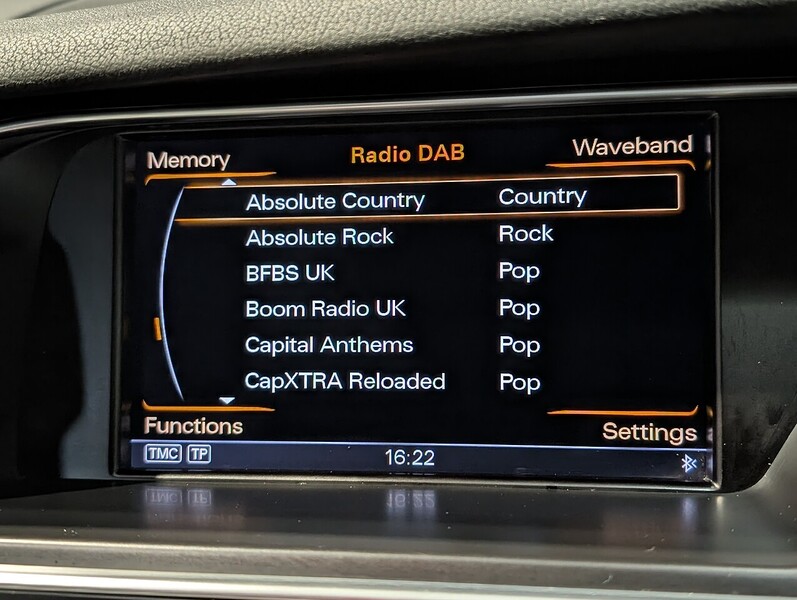 Memory Radio DAB Waveband
Absolute Country Country
Absolute Rock Rock
BFBS UK Pop
Boom Radio UK Pop
Capital Anthems Pop
CapXTRA Reloaded Pop
Functions Settings
TMC TP 16:22